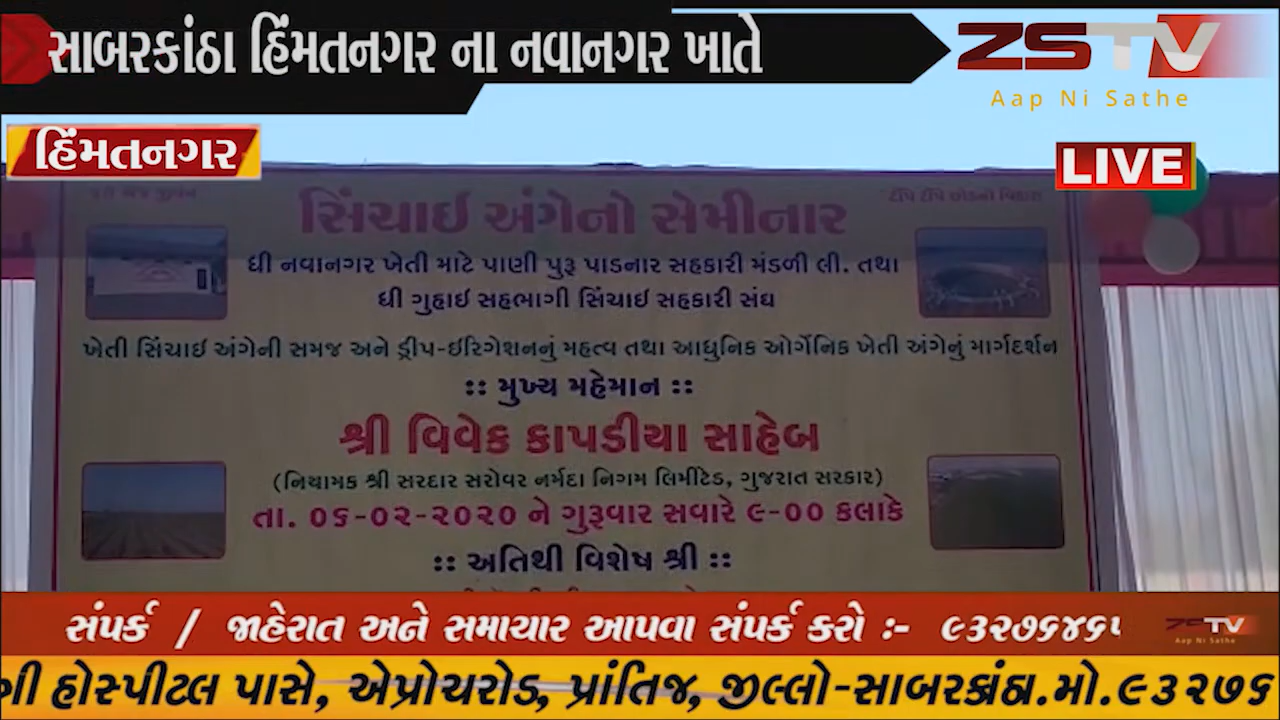 સાબરકાંઠા હિંમતનગર ના નવાનગર ખાતે
ZSTV
Aap Ni Sathe
હિંમતનગર
LIVE
ટીપે ટીપે છોડનો વિકાસ
સિંચાઇ અંગેનો સેમીનાર
ધી નવાનગર ખેતી માટે પાણી પુરૂ પાડનાર સહકારી મંડળી લી. તથા
ધી ગુહાઇ સહભાગી સિંચાઇ સહકારી સંઘ
ખેતી સિંચાઇ અંગેની સમજ અને ડ્રીપ-ઇરિગેશનનું મહત્વ તથા આધુનિક ઓર્ગેનિક ખેતી અંગેનું માર્ગદર્શન
:: મુખ્ય મહેમાન ::
શ્રી વિવેક કાપડીયા સાહેબ
(નિયામક શ્રી સરદાર સરોવર નર્મદા નિગમ લિમીટેડ, ગુજરાત સરકાર)
તા. ૦૬-૦૨-૨૦૨૦ ને ગુરૂવાર સવારે ૯-૦૦ કલાકે
:: અતિથી વિશેષ શ્રી ::
સંપર્ક / જાહેરાત અને સમાચાર આપવા સંપર્ક કરો :- ૯૩૨૭૬૪૬૫
ZSTV
Aap Ni Sathe
હોસ્પીટલ પાસે, એપ્રોચરોડ, પ્રાંતિજ, જીલ્લો-સાબરકાંઠા.મો.૯૩૨૭૬